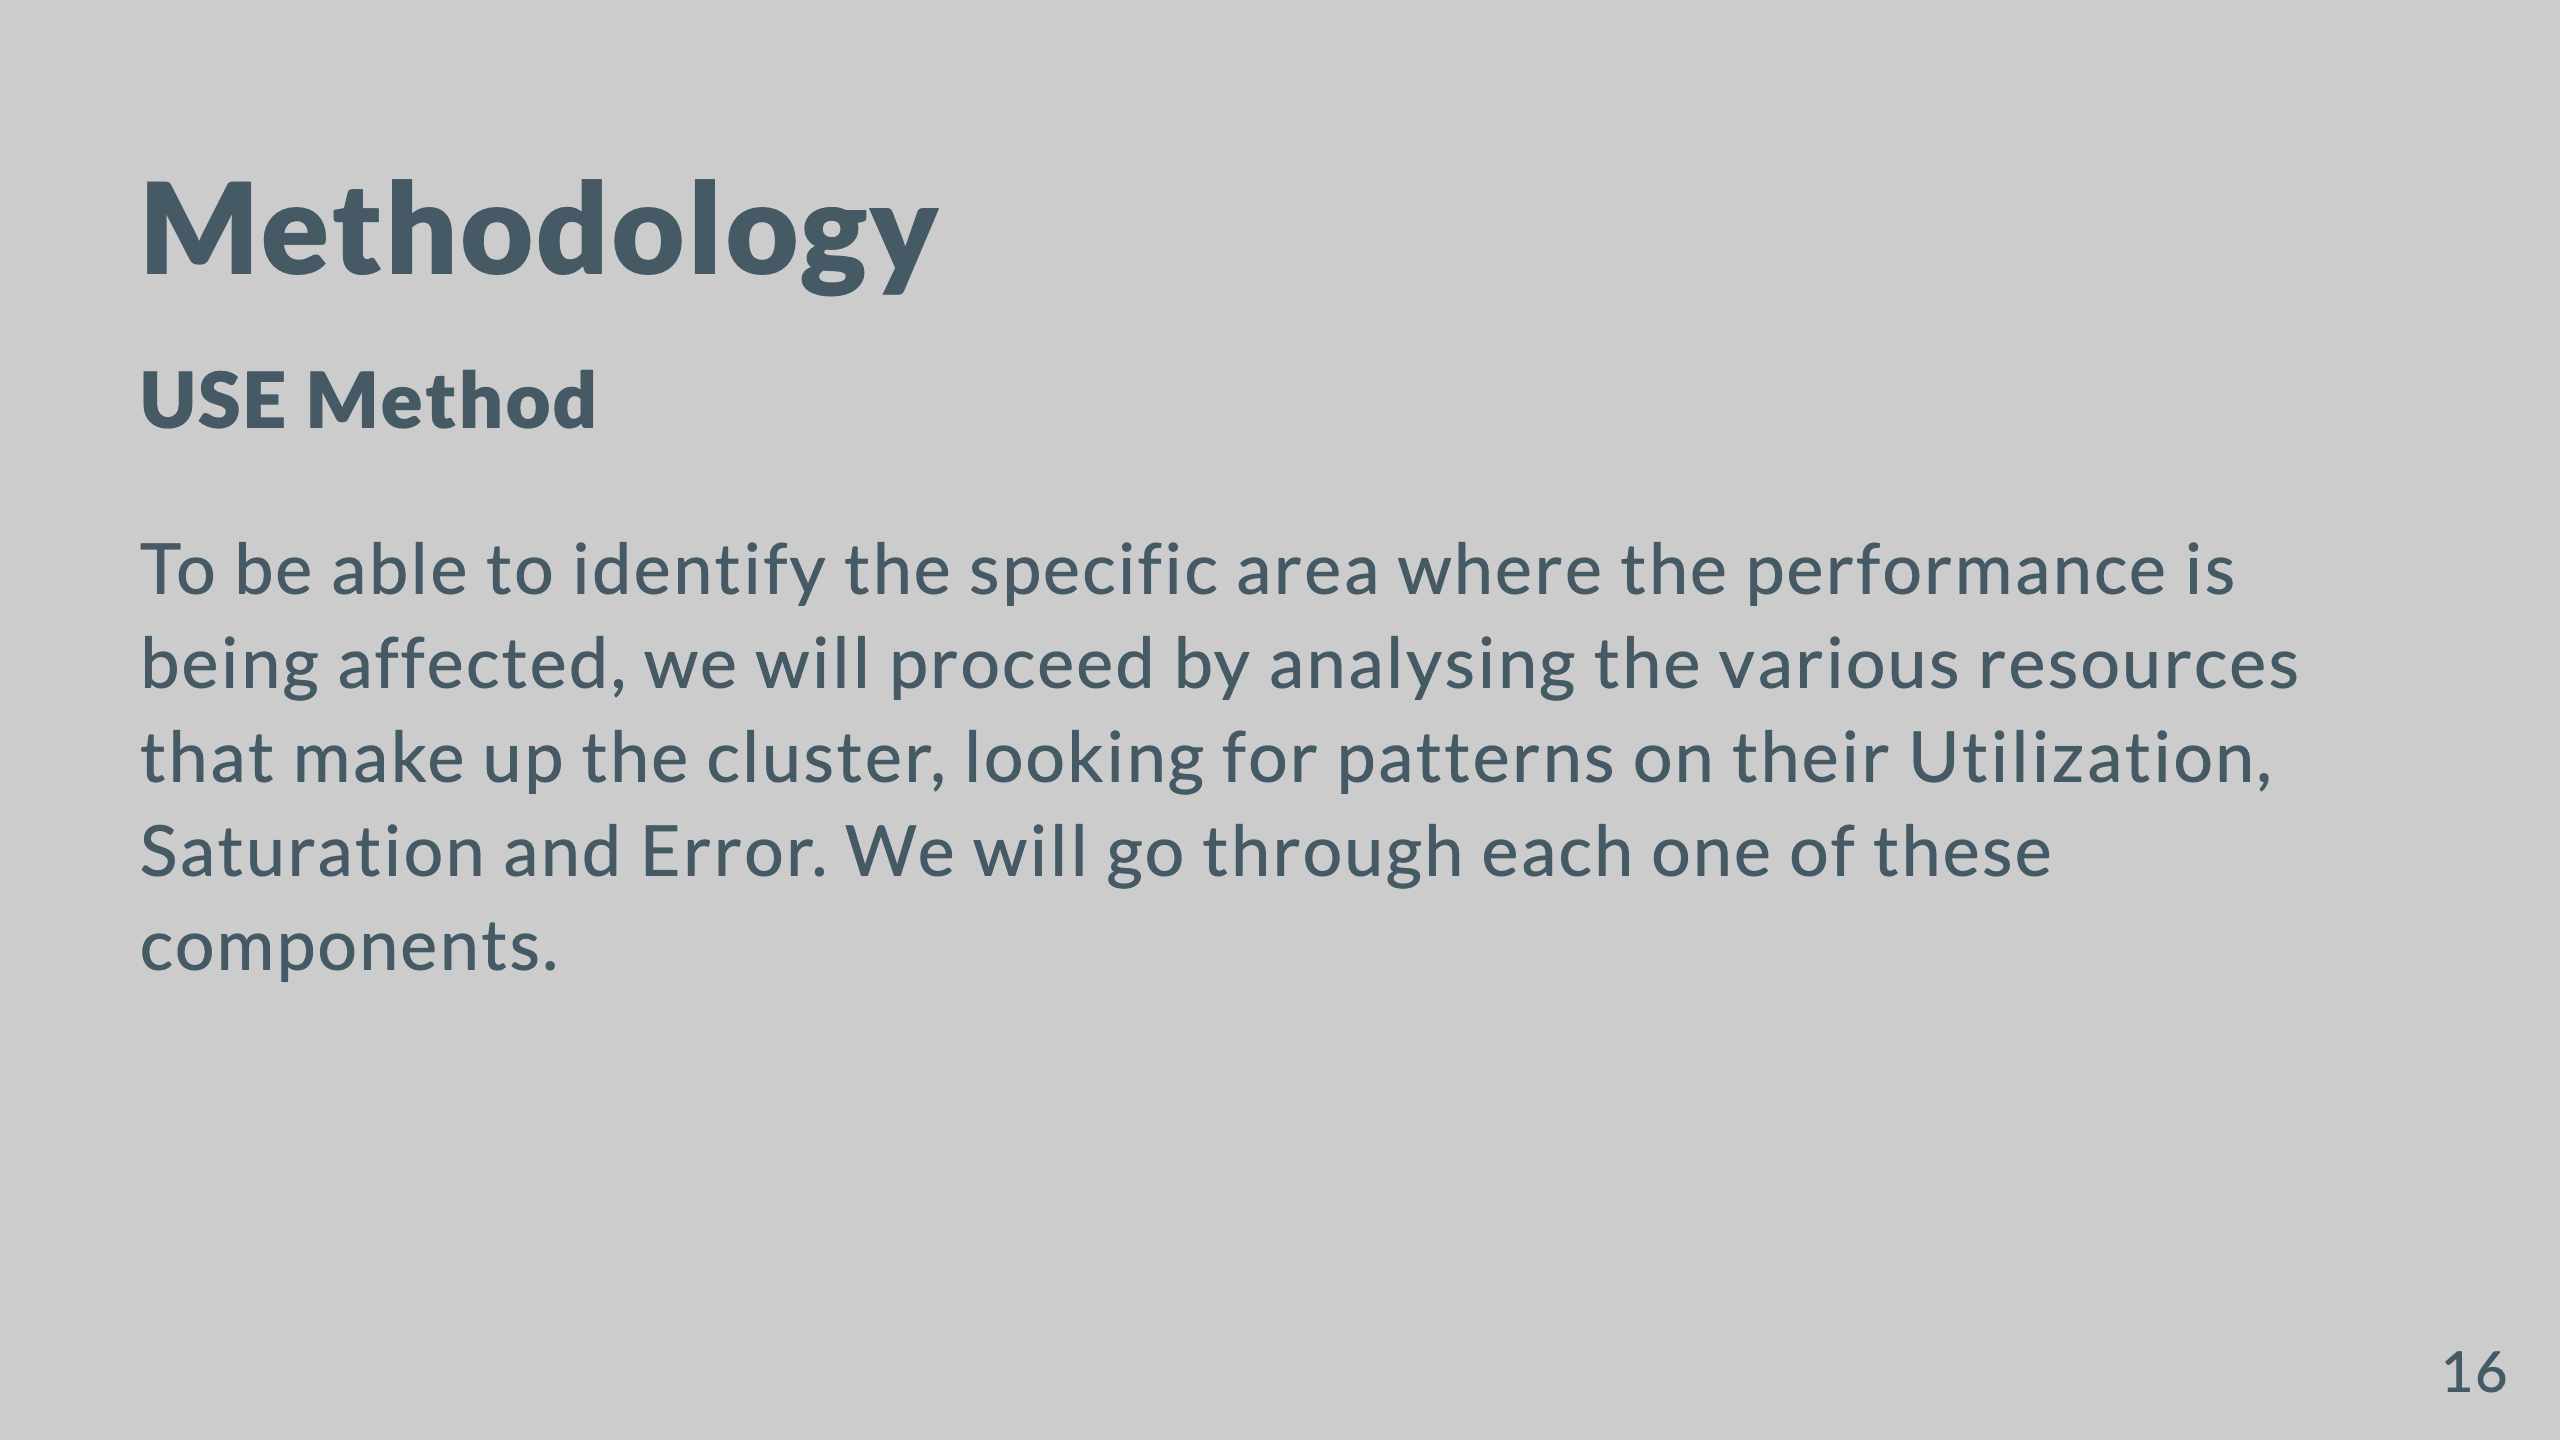 Methodology
USE Method
To be able to identify the specific area where the performance is
being affected, we will proceed by analysing the various resources
that make up the cluster, looking for patterns on their Utilization,
Saturation and Error. We will go through each one of these
components.
16